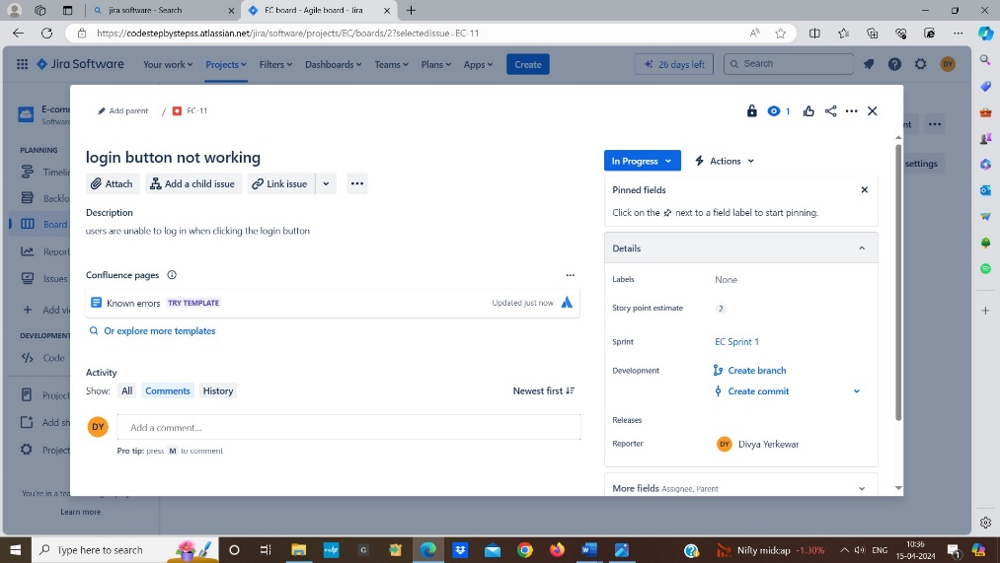 jira software - Search
EC board - Agile board - Jira
https://codestepbystepss.atlassian.net/jira/software/projects/EC/boards/2?selectedIssue=EC-11
Jira Software
Your work
Projects
Filters
Dashboards
Teams
Plans
Apps
Create
26 days left
Search
DY
E-com
Software
PLANNING
Timelin
Backlo
Board
Report
Issues
Add vi
DEVELOPMENT
Code
Project
Add sh
Project
You're in a tea
Learn more
settings
Add parent / EC-11
1
login button not working
Attach
Add a child issue
Link issue
Description
users are unable to log in when clicking the login button
Confluence pages
Known errors TRY TEMPLATE
Updated just now
Or explore more templates
Activity
Show: All Comments History
Newest first
DY
Add a comment...
Pro tip: press M to comment
In Progress
Actions
Pinned fields
Click on the next to a field label to start pinning.
Details
Labels None
Story point estimate 2
Sprint EC Sprint 1
Development Create branch
Create commit
Releases
Reporter DY Divya Yerkewar
More fields Assignee, Parent
Type here to search
Nifty midcap -1.30%
ENG
10:36
15-04-2024